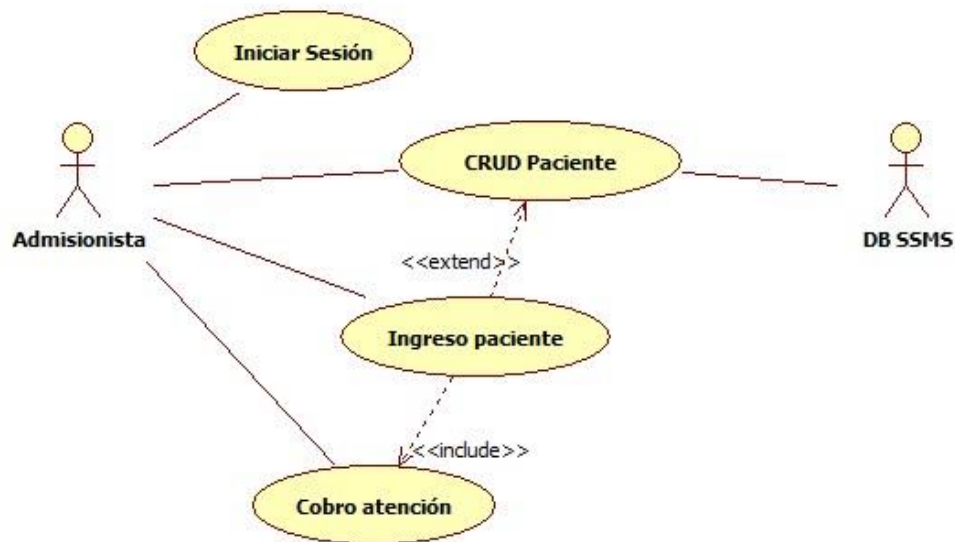 Iniciar Sesión
CRUD Paciente
Admisionista
DB SSMS
<<extend>>
Ingreso paciente
<<include>>
Cobro atención